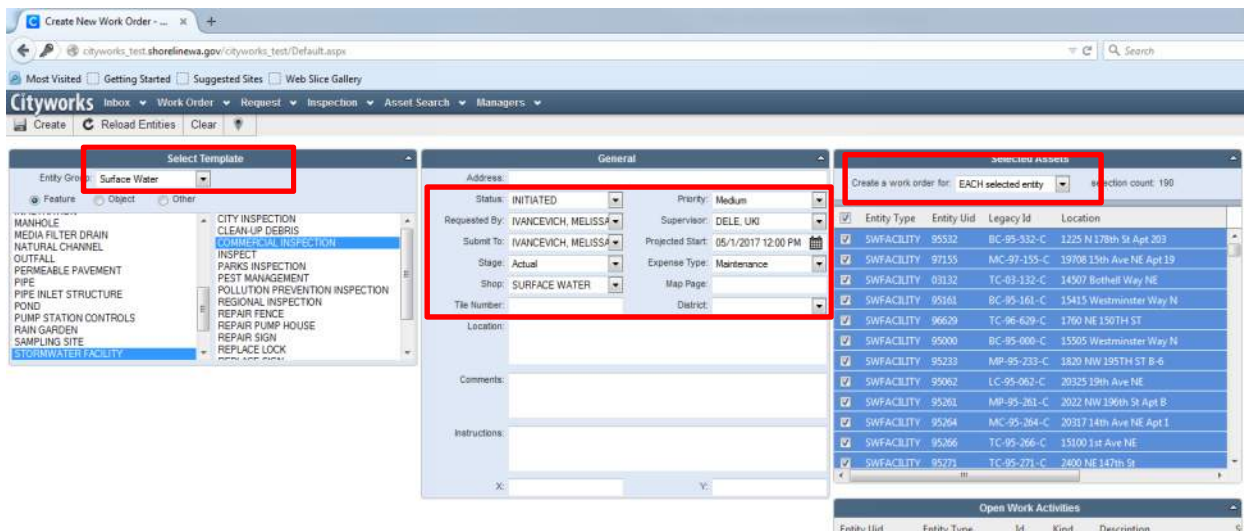 Create New Work Order - ... × +
cityworks_test.shorelinewa.gov/cityworks_test/Default.aspx
Search
Most Visited Getting Started Suggested Sites Web Slice Gallery
Cityworks Inbox Work Order Request Inspection Asset Search Managers
Create Reload Entities Clear
Select Template
Entity Group: Surface Water
Feature Object Other
MANHOLE
MEDIA FILTER DRAIN
NATURAL CHANNEL
OUTFALL
PERMEABLE PAVEMENT
PIPE
PIPE INLET STRUCTURE
POND
PUMP STATION CONTROLS
RAIN GARDEN
SAMPLING SITE
STORMWATER FACILITY
CITY INSPECTION
CLEAN-UP DEBRIS
COMMERCIAL INSPECTION
INSPECT
PARKS INSPECTION
PEST MANAGEMENT
POLLUTION PREVENTION INSPECTION
REGIONAL INSPECTION
REPAIR FENCE
REPAIR PUMP HOUSE
REPAIR SIGN
REPLACE LOCK
General
Address:
Status: INITIATED Priority: Medium
Requested By: IVANCEVICH, MELISSA Supervisor: DELE, UKI
Submit To: IVANCEVICH, MELISSA Projected Start: 05/1/2017 12:00 PM
Stage: Actual Expense Type: Maintenance
Shop: SURFACE WATER Map Page:
Tile Number: District:
Location:
Comments:
Instructions:
X: Y:
Selected Assets
Create a work order for: EACH selected entity selection count: 190
Entity Type Entity Uid Legacy Id Location
SWFACILITY 95532 BC-95-532-C 1225 N 178th St Apt 203
SWFACILITY 97155 MC-97-155-C 19708 15th Ave NE Apt 19
SWFACILITY 03132 TC-03-132-C 14507 Bothell Way NE
SWFACILITY 95161 BC-95-161-C 15415 Westminster Way N
SWFACILITY 96629 TC-96-629-C 1760 NE 150TH ST
SWFACILITY 95000 BC-95-000-C 15505 Westminster Way N
SWFACILITY 95233 MP-95-233-C 1820 NW 195TH ST B-6
SWFACILITY 95062 LC-95-062-C 20325 19th Ave NE
SWFACILITY 95261 MP-95-261-C 2022 NW 196th St Apt B
SWFACILITY 95264 MC-95-264-C 20317 14th Ave NE Apt 1
SWFACILITY 95266 TC-95-266-C 15100 1st Ave NE
SWFACILITY 95271 TC-95-271-C 2400 NE 147th St
Open Work Activities
Entity Uid Entity Type Id Kind Description S